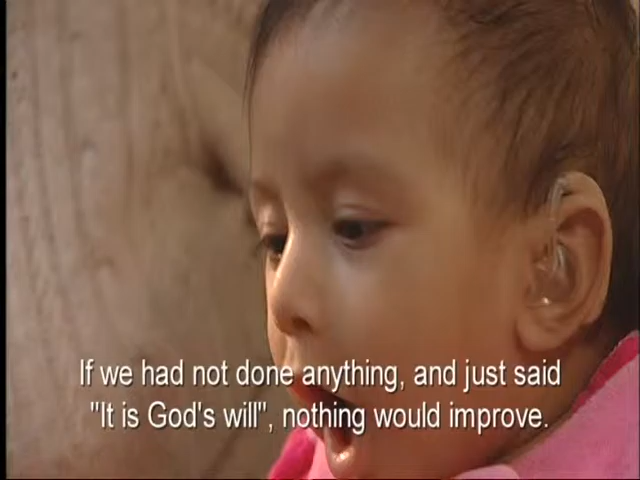 If we had not done anything, and just said
"It is God's will", nothing would improve.